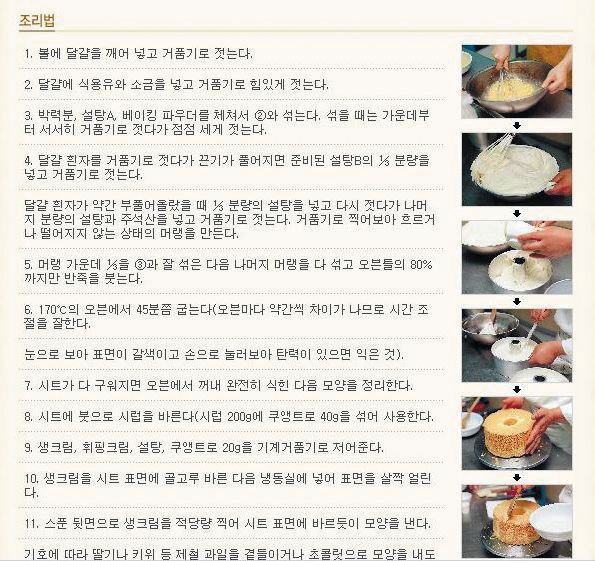 조리법
1. 볼에 달걀을 깨어 넣고 거품기로 젓는다.
2. 달걀에 식용유와 소금을 넣고 거품기로 힘있게 젓는다.
3. 박력분, 설탕A, 베이킹 파우더를 체쳐서 ②와 섞는다. 섞을 때는 가운데부
터 서서히 거품기로 젓다가 점점 세게 젓는다.
4. 달걀 흰자를 거품기로 젓다가 끈기가 풀어지면 준비된 설탕B의 ⅓ 분량을
넣고 거품기로 젓는다.
달걀 흰자가 약간 부풀어올랐을 때 ⅓ 분량의 설탕을 넣고 다시 젓다가 나머
지 분량의 설탕과 주석산을 넣고 거품기로 젓는다. 거품기로 찍어보아 흐르거
나 떨어지지 않는 상태의 머랭을 만든다.
5. 머랭 가운데 ⅓을 ③과 잘 섞은 다음 나머지 머랭을 다 섞고 오븐틀의 80%
까지만 반죽을 붓는다.
6. 170℃의 오븐에서 45분쯤 굽는다(오븐마다 약간씩 차이가 나므로 시간 조
절을 잘한다.
눈으로 보아 표면이 갈색이고 손으로 눌러보아 탄력이 있으면 익은 것).
7. 시트가 다 구워지면 오븐에서 꺼내 완전히 식힌 다음 모양을 정리한다.
8. 시트에 붓으로 시럽을 바른다(시럽 200g에 쿠앵트로 40g을 섞어 사용한다.
9. 생크림, 휘핑크림, 설탕, 쿠앵트로 20g을 기계거품기로 저어준다.
10. 생크림을 시트 표면에 골고루 바른 다음 냉동실에 넣어 표면을 살짝 얼린
다.
11. 스푼 뒷면으로 생크림을 적당량 찍어 시트 표면에 바르듯이 모양을 낸다.
기호에 따라 딸기나 키위 등 제철 과일을 곁들이거나 초콜릿으로 모양을 내도